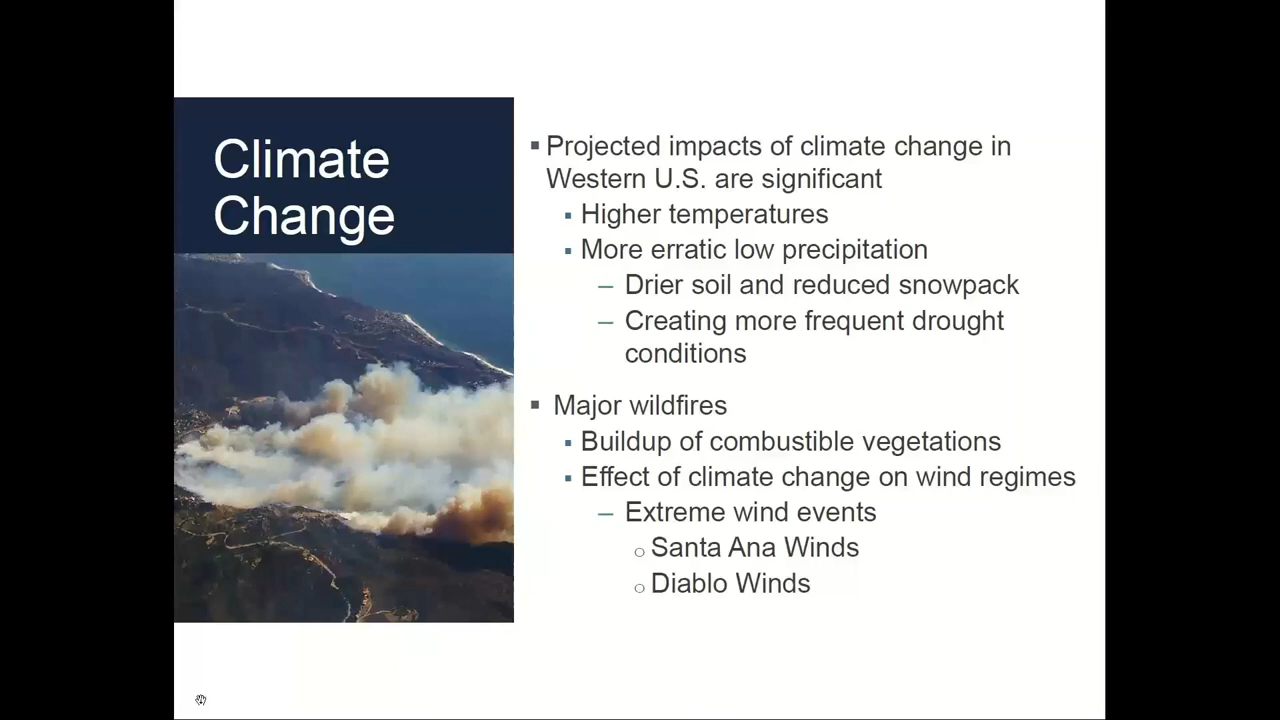 Climate
Change
▪ Projected impacts of climate change in
Western U.S. are significant
▪ Higher temperatures
▪ More erratic low precipitation
– Drier soil and reduced snowpack
– Creating more frequent drought
conditions
▪ Major wildfires
▪ Buildup of combustible vegetations
▪ Effect of climate change on wind regimes
– Extreme wind events
○ Santa Ana Winds
○ Diablo Winds